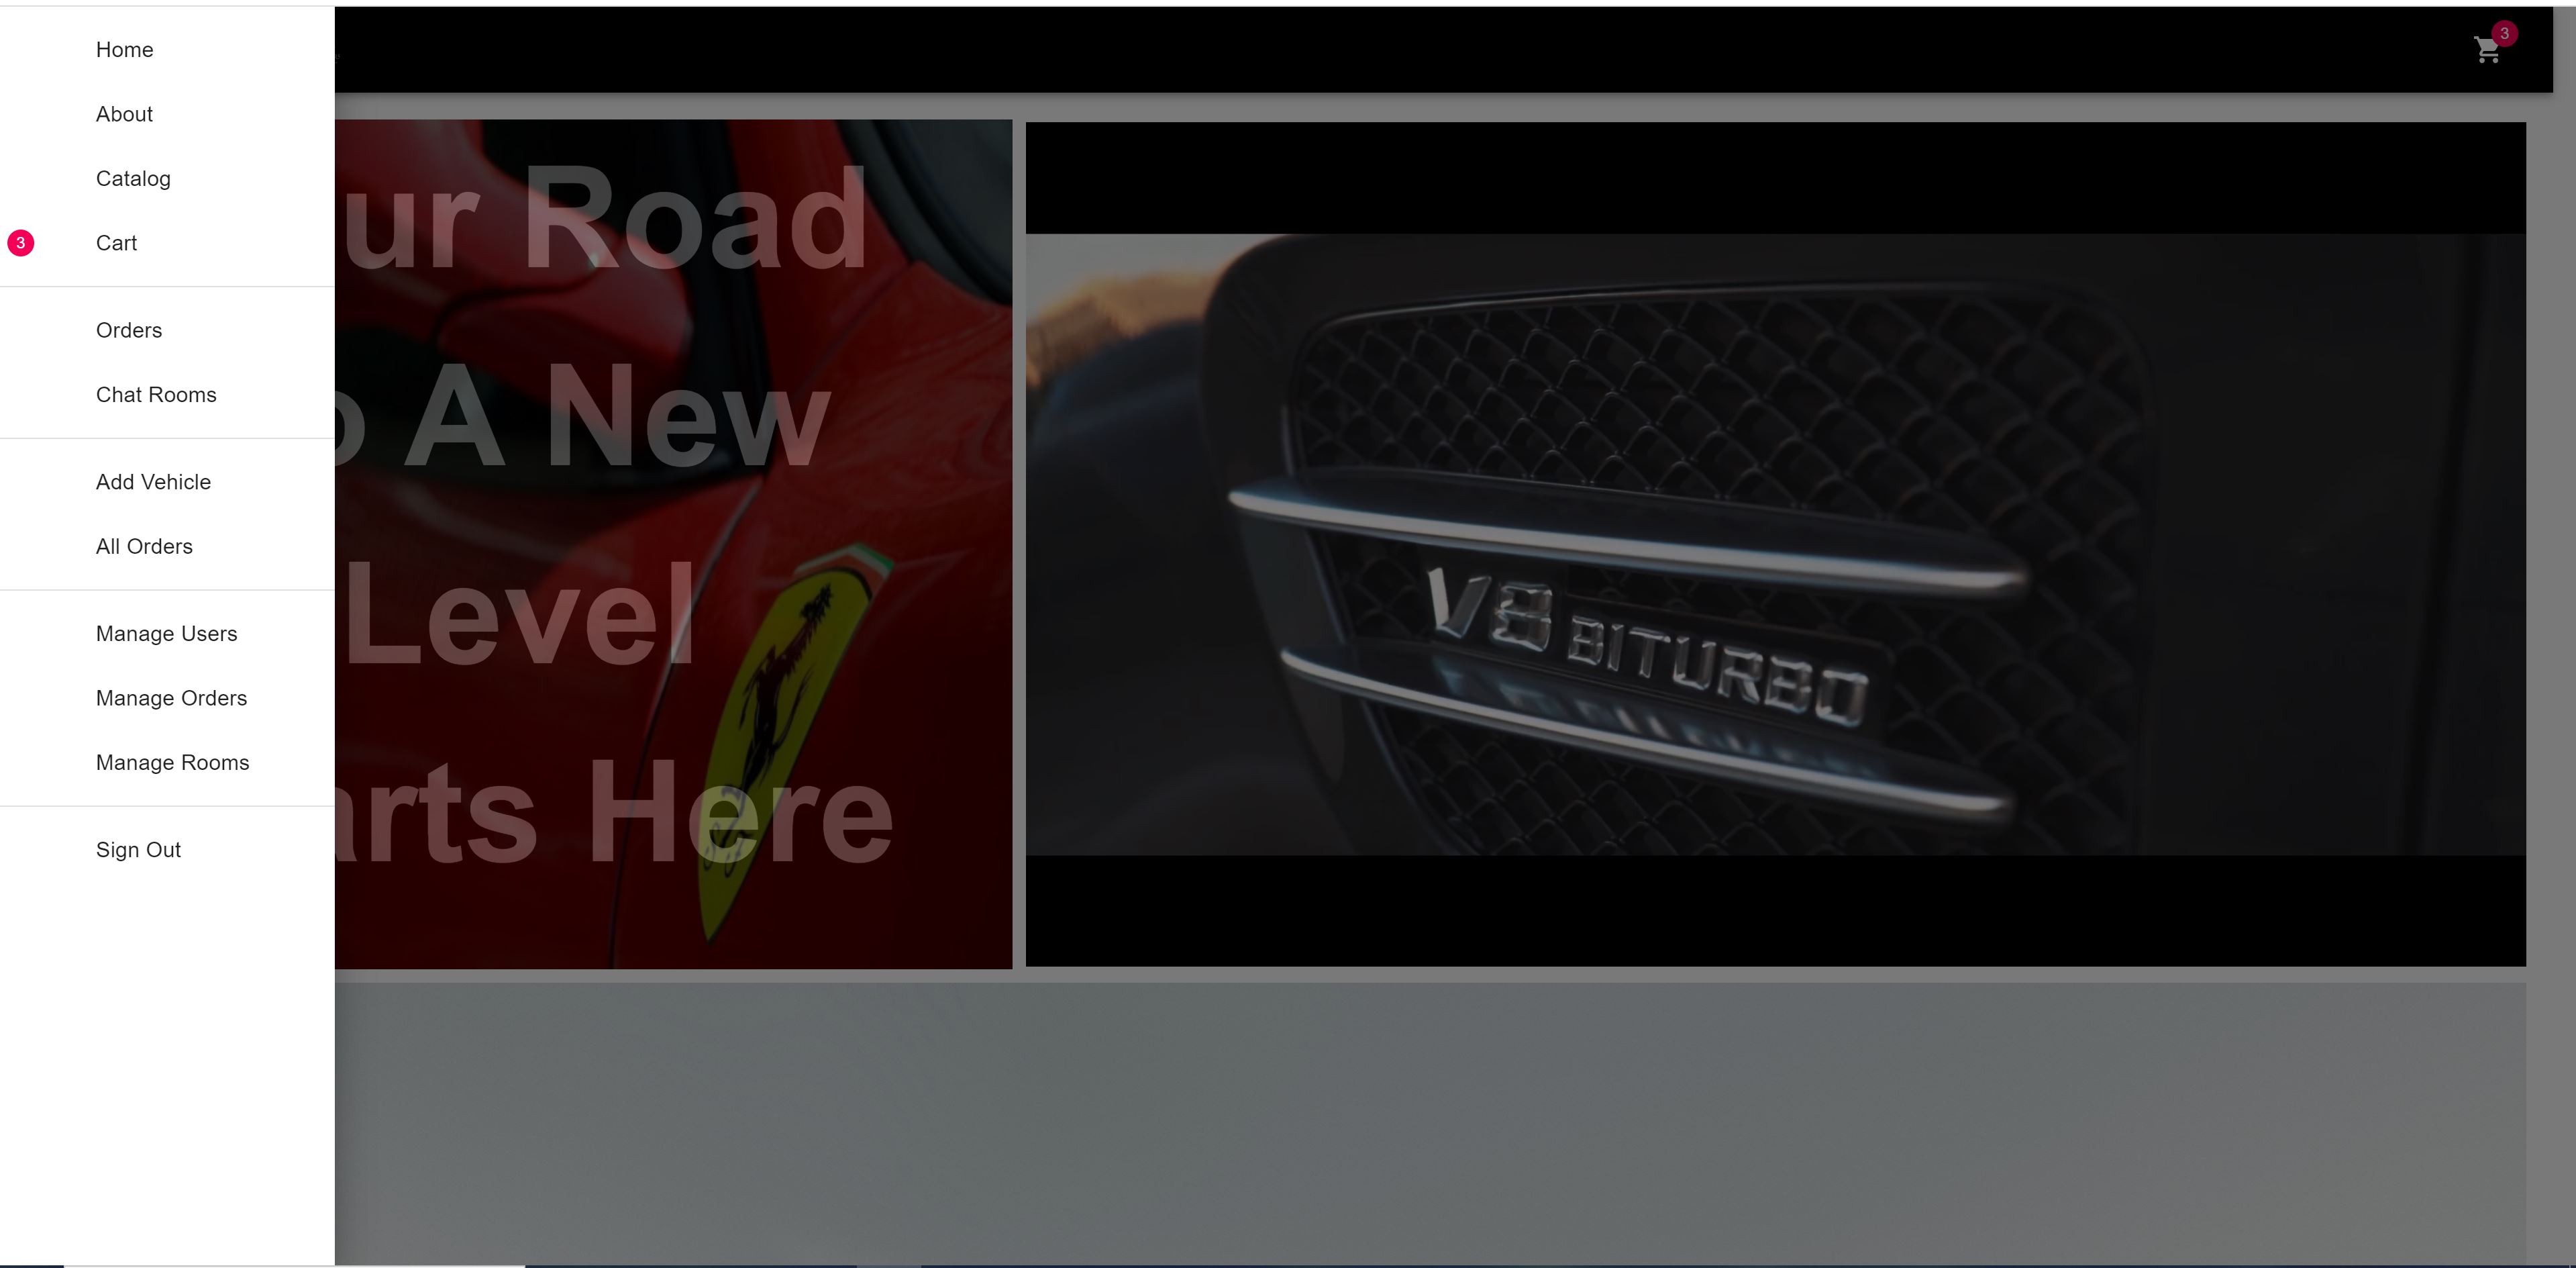 Home
About
Catalog
3
Cart
Orders
Chat Rooms
Add Vehicle
All Orders
Manage Users
Manage Orders
Manage Rooms
Sign Out
3
ur Road
o A New
Level
arts Here
V8 BITURBO